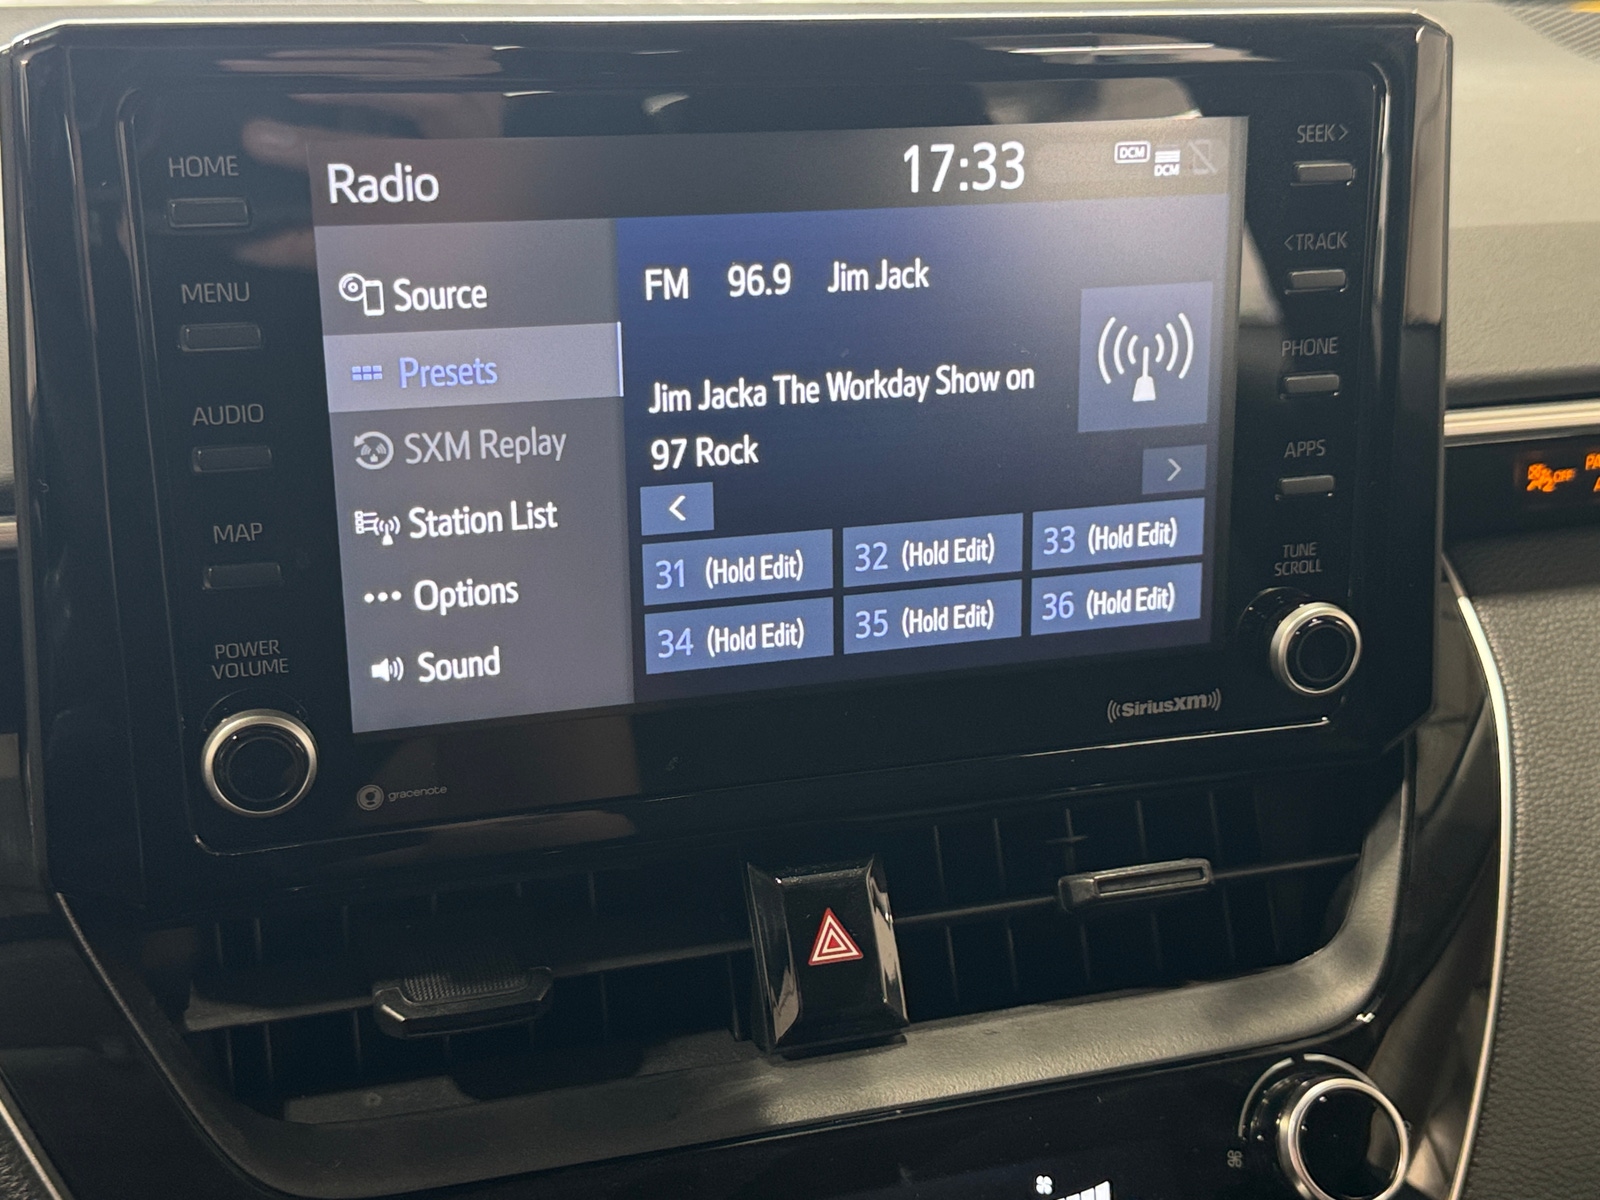 HOME
MENU
AUDIO
MAP
POWER
VOLUME
Radio
17:33
DCM
DCM
Source
Presets
SXM Replay
Station List
Options
Sound
FM 96.9 Jim Jack
Jim Jacka The Workday Show on
97 Rock
<
>
31 (Hold Edit)
32 (Hold Edit)
33 (Hold Edit)
34 (Hold Edit)
35 (Hold Edit)
36 (Hold Edit)
gracenote
((SiriusXM))
SEEK>
<TRACK
PHONE
APPS
TUNE
SCROLL
OFF